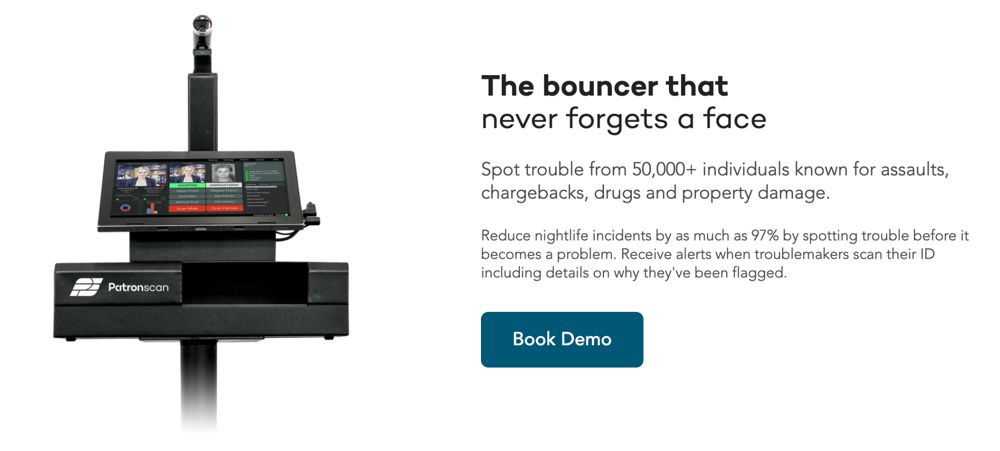 The bouncer that
never forgets a face
Spot trouble from 50,000+ individuals known for assaults,
chargebacks, drugs and property damage.
Reduce nightlife incidents by as much as 97% by spotting trouble before it
becomes a problem. Receive alerts when troublemakers scan their ID
including details on why they've been flagged.
Book Demo
Tutorial Settings Admin Logout Exit
ACCEPTED UNREGISTERED
Adjust Count Register Patron
Send Alert Ban Patron
Manual Scan Visit History
Scan Male Scan Female
Patronscan